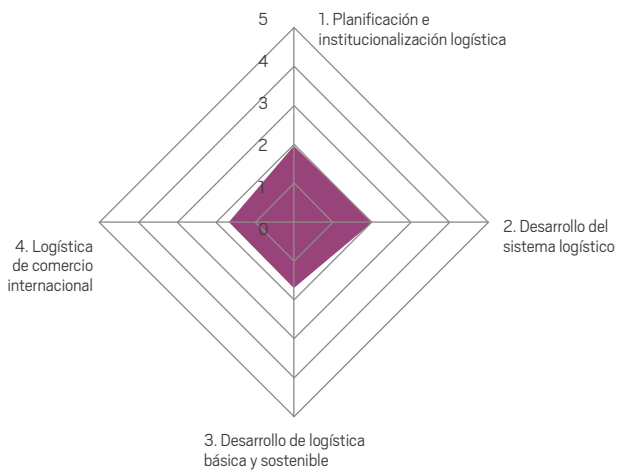 5
1. Planificación e
institucionalización logística
4
3
2
1
0
2. Desarrollo del
sistema logístico
4. Logística
de comercio
internacional
3. Desarrollo de logística
básica y sostenible